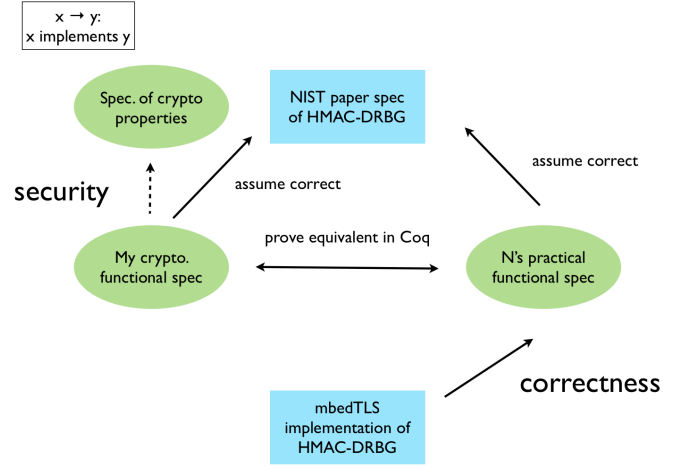 x → y:
x implements y
Spec. of crypto
properties
NIST paper spec
of HMAC-DRBG
assume correct
assume correct
security
prove equivalent in Coq
My crypto.
functional spec
N's practical
functional spec
correctness
mbedTLS
implementation of
HMAC-DRBG